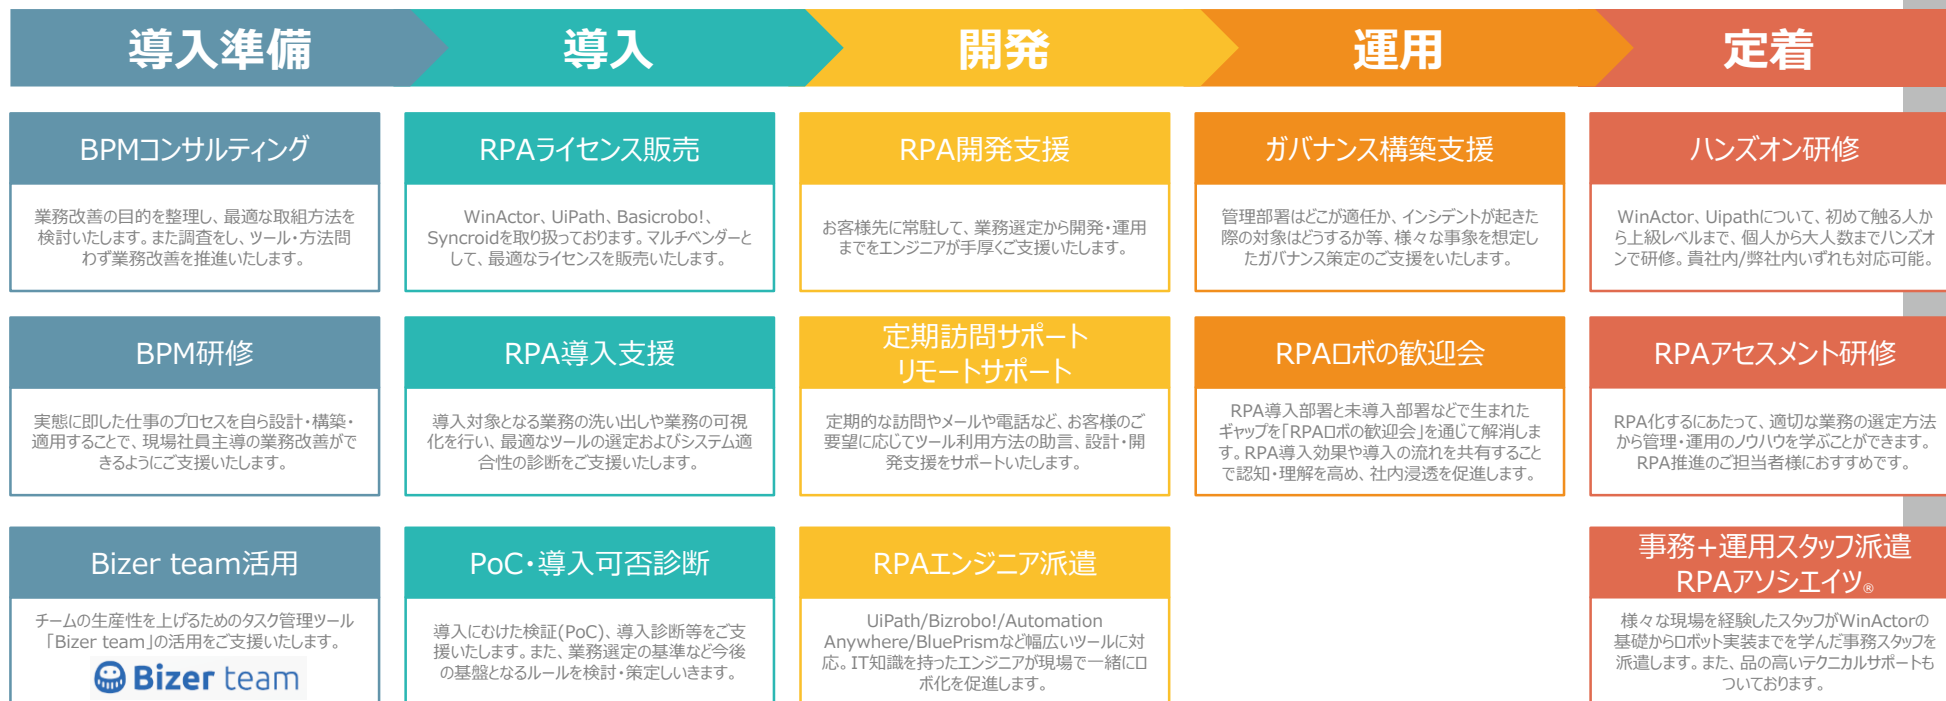 導入準備
導入
開発
運用
定着
BPMコンサルティング
業務改善の目的を整理し、最適な取組方法を
検討いたします。また調査をし、ツール・方法問
わず業務改善を推進いたします。
RPAライセンス販売
WinActor、UiPath、Basicrobo!、
Syncroidを取り扱っております。マルチベンダーと
して、最適なライセンスを販売いたします。
RPA開発支援
お客様先に常駐して、業務選定から開発・運用
までをエンジニアが手厚くご支援いたします。
ガバナンス構築支援
管理部署はどこが適任か、インシデントが起きた
際の対象はどうするか等、様々な事象を想定し
たガバナンス策定のご支援をいたします。
ハンズオン研修
WinActor、Uipathについて、初めて触る人か
ら上級レベルまで、個人から大人数までハンズオ
ンで研修。貴社内/弊社内いずれも対応可能。
BPM研修
実態に即した仕事のプロセスを自ら設計・構築・
適用することで、現場社員主導の業務改善がで
きるようにご支援いたします。
RPA導入支援
導入対象となる業務の洗い出しや業務の可視
化を行い、最適なツールの選定およびシステム適
合性の診断をご支援いたします。
定期訪問サポート
リモートサポート
定期的な訪問やメールや電話など、お客様のご
要望に応じてツール利用方法の助言、設計・開
発支援をサポートいたします。
RPAロボの歓迎会
RPA導入部署と未導入部署などで生まれた
ギャップを「RPAロボの歓迎会」を通じて解消しま
す。RPA導入効果や導入の流れを共有すること
で認知・理解を高め、社内浸透を促進します。
RPAアセスメント研修
RPA化するにあたって、適切な業務の選定方法
から管理・運用のノウハウを学ぶことができます。
RPA推進のご担当者様におすすめです。
Bizer team活用
チームの生産性を上げるためのタスク管理ツール
「Bizer team」の活用をご支援いたします。
Bizer team
PoC・導入可否診断
導入にむけた検証(PoC)、導入診断等をご支
援いたします。また、業務選定の基準など今後
の基盤となるルールを検討・策定しいきます。
RPAエンジニア派遣
UiPath/Bizrobo!/Automation
Anywhere/BluePrismなど幅広いツールに対
応。IT知識を持ったエンジニアが現場で一緒にロ
ボ化を促進します。
事務+運用スタッフ派遣
RPAアソシエイツ®
様々な現場を経験したスタッフがWinActorの
基礎からロボット実装までを学んだ事務スタッフを
派遣します。また、品の高いテクニカルサポートも
ついております。